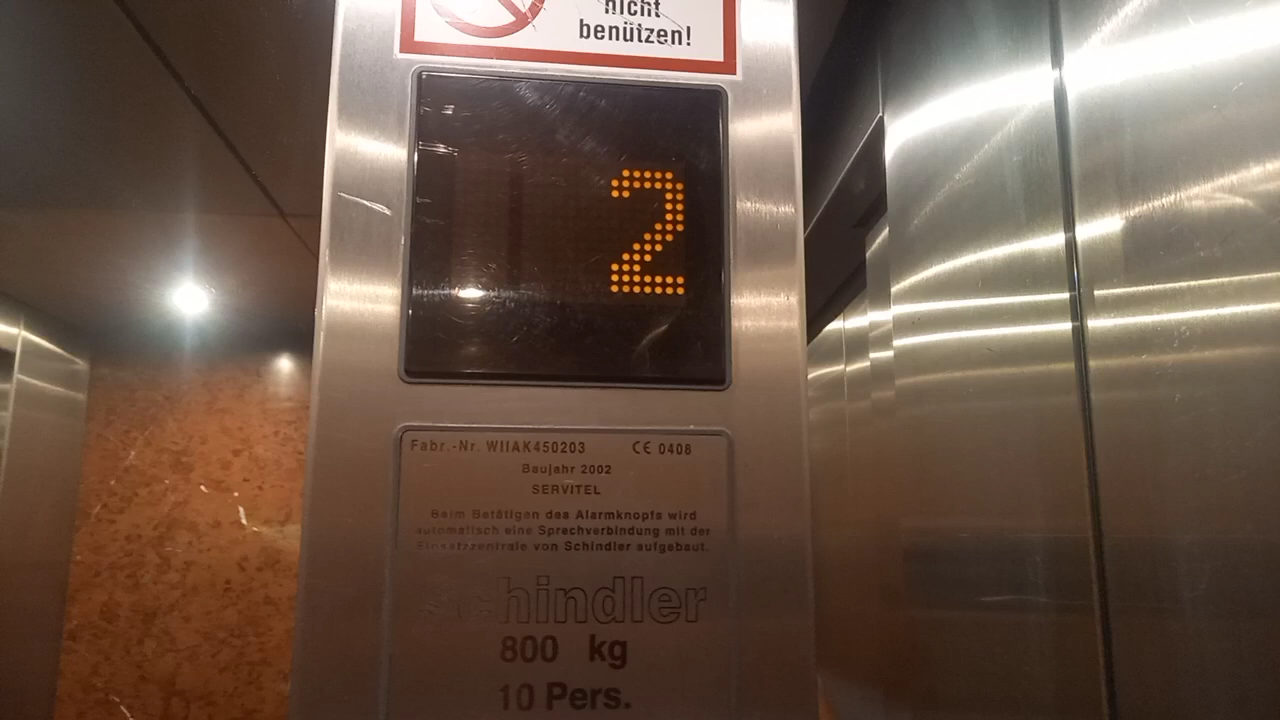 nicht
benützen!
2
Fabr.-Nr. WIIAK450203 CE 0408
Baujahr 2002
SERVITEL
Beim Betätigen des Alarmknopfs wird
automatisch eine Sprechverbindung mit der
Einsatzzentrale von Schindler aufgebaut.
Schindler
800 kg
10 Pers.